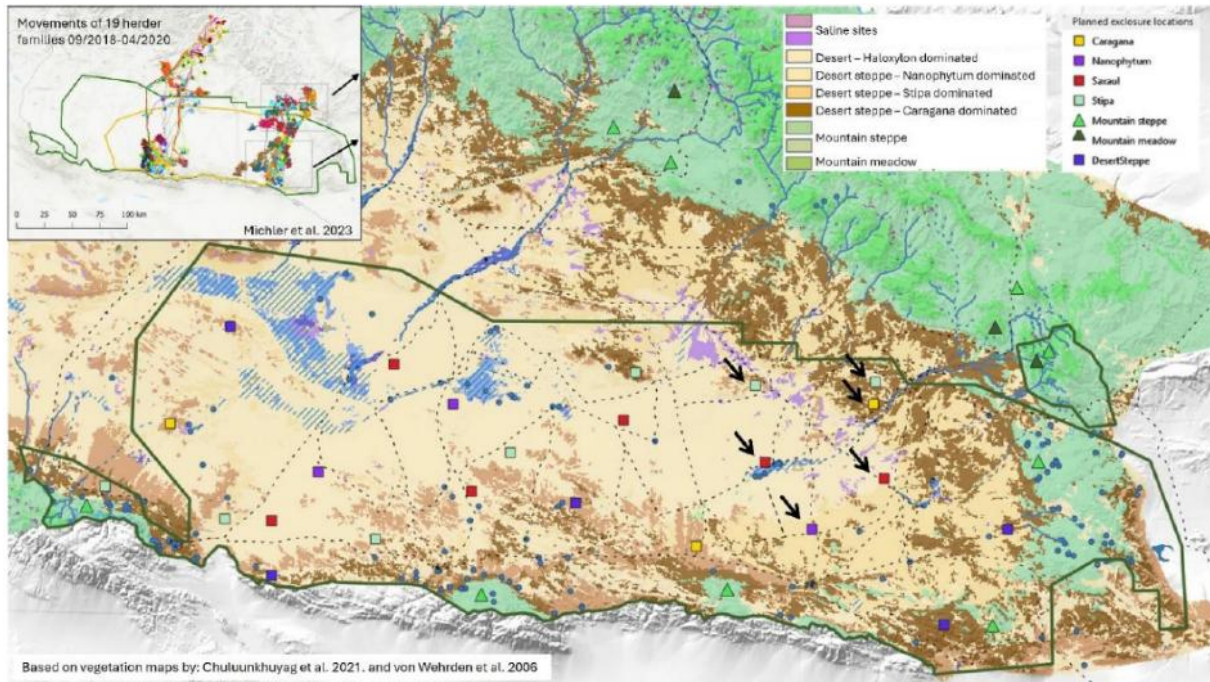 Movements of 19 herder
families 09/2018-04/2020
0 25 50 75 100 km
Michler et al. 2023
Saline sites
Desert – Haloxylon dominated
Desert steppe – Nanophytum dominated
Desert steppe – Stipa dominated
Desert steppe – Caragana dominated
Mountain steppe
Mountain meadow
Planned exclosure locations
Caragana
Nanophytum
Saxaul
Stipa
Mountain steppe
Mountain meadow
DesertSteppe
Based on vegetation maps by: Chuluunkhuyag et al. 2021. and von Wehrden et al. 2006